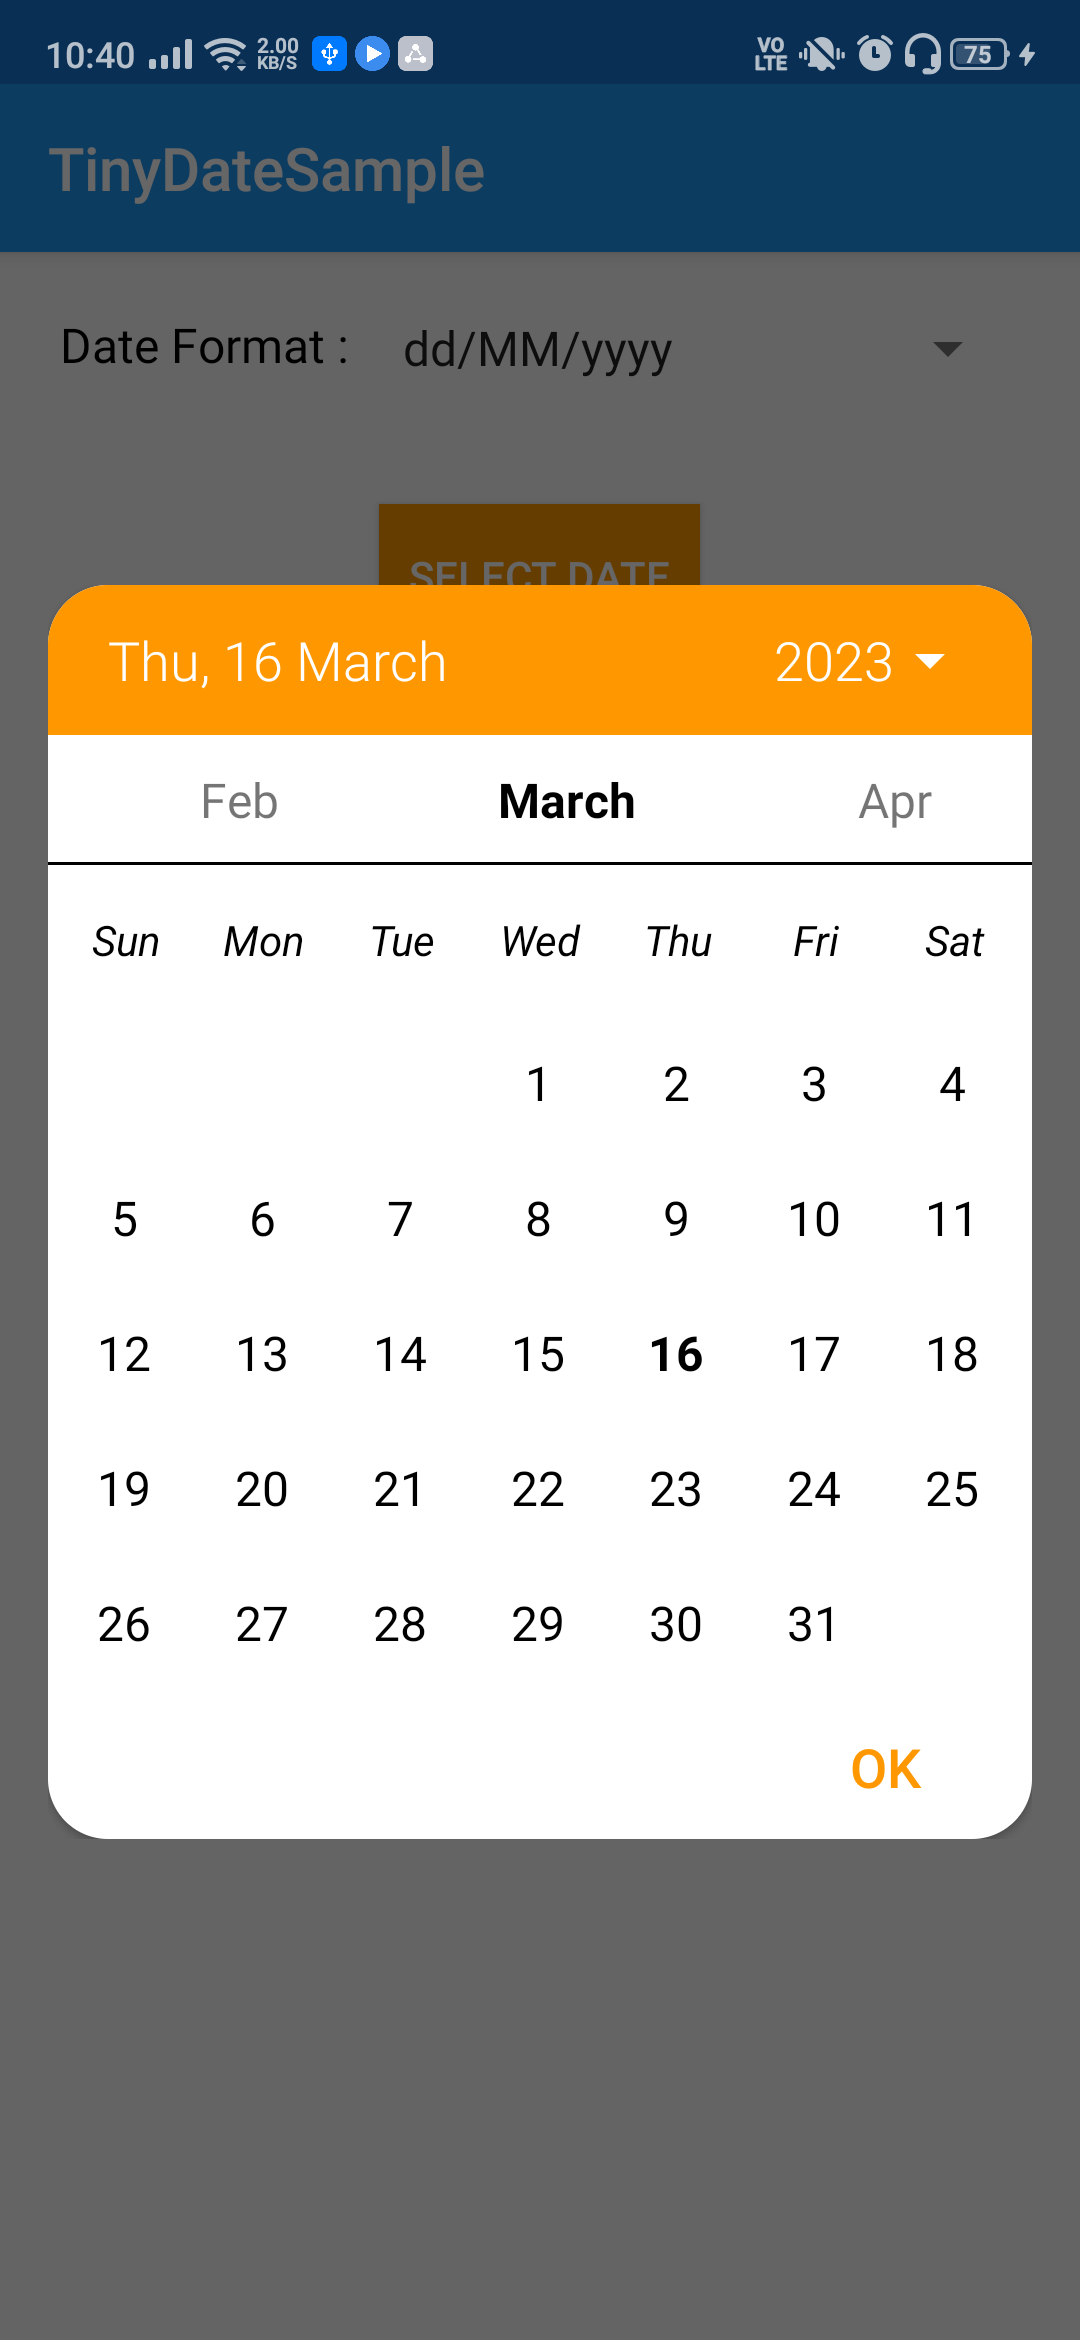 10:40 2.00 KB/S VO LTE 75
TinyDateSample
Date Format : dd/MM/yyyy
SELECT DATE
Thu, 16 March 2023
Feb March Apr
Sun Mon Tue Wed Thu Fri Sat
1 2 3 4
5 6 7 8 9 10 11
12 13 14 15 16 17 18
19 20 21 22 23 24 25
26 27 28 29 30 31
OK